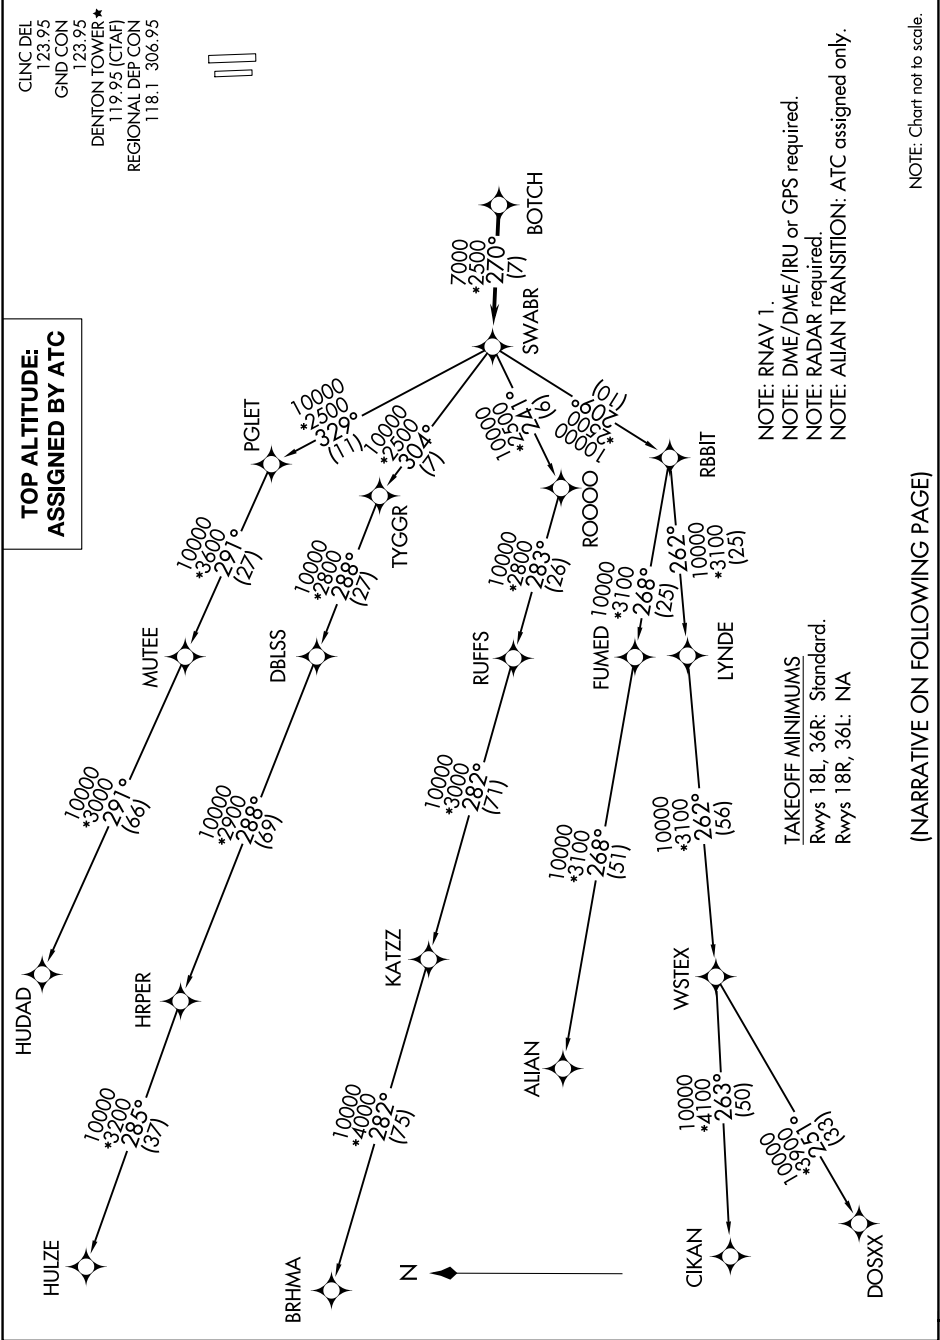 CLNC DEL
123.95
GND CON
123.95
DENTON TOWER★
119.95 (CTAF)
REGIONAL DEP CON
118.1 306.95
TOP ALTITUDE:
ASSIGNED BY ATC
BOTCH
7000
*2500
270°
(7)
SWABR
10000
*2500
329°
(11)
PGLET
10000
*3600
291°
(27)
MUTEE
10000
*3000
291°
(66)
HUDAD
10000
*2500
304°
(7)
TYGGR
10000
*2800
288°
(27)
DBLSS
10000
*2900
288°
(69)
HRPER
10000
*3200
285°
(37)
HULZE
10000
*2500
241°
(9)
ROOOO
10000
*2800
283°
(26)
RUFFS
10000
*3000
282°
(71)
KATZZ
10000
*4000
282°
(75)
BRHMA
10000
*2500
209°
(10)
RBBIT
10000
*3100
268°
(25)
FUMED
10000
*3100
268°
(51)
ALIAN
262°
10000
*3100
(25)
LYNDE
10000
*3100
262°
(56)
WSTEX
10000
*4100
263°
(50)
CIKAN
10000
*3900
251°
(33)
DOSXX
N
NOTE: RNAV 1.
NOTE: DME/DME/IRU or GPS required.
NOTE: RADAR required.
NOTE: ALIAN TRANSITION: ATC assigned only.
TAKEOFF MINIMUMS
Rwys 18L, 36R: Standard.
Rwys 18R, 36L: NA
NOTE: Chart not to scale.
(NARRATIVE ON FOLLOWING PAGE)